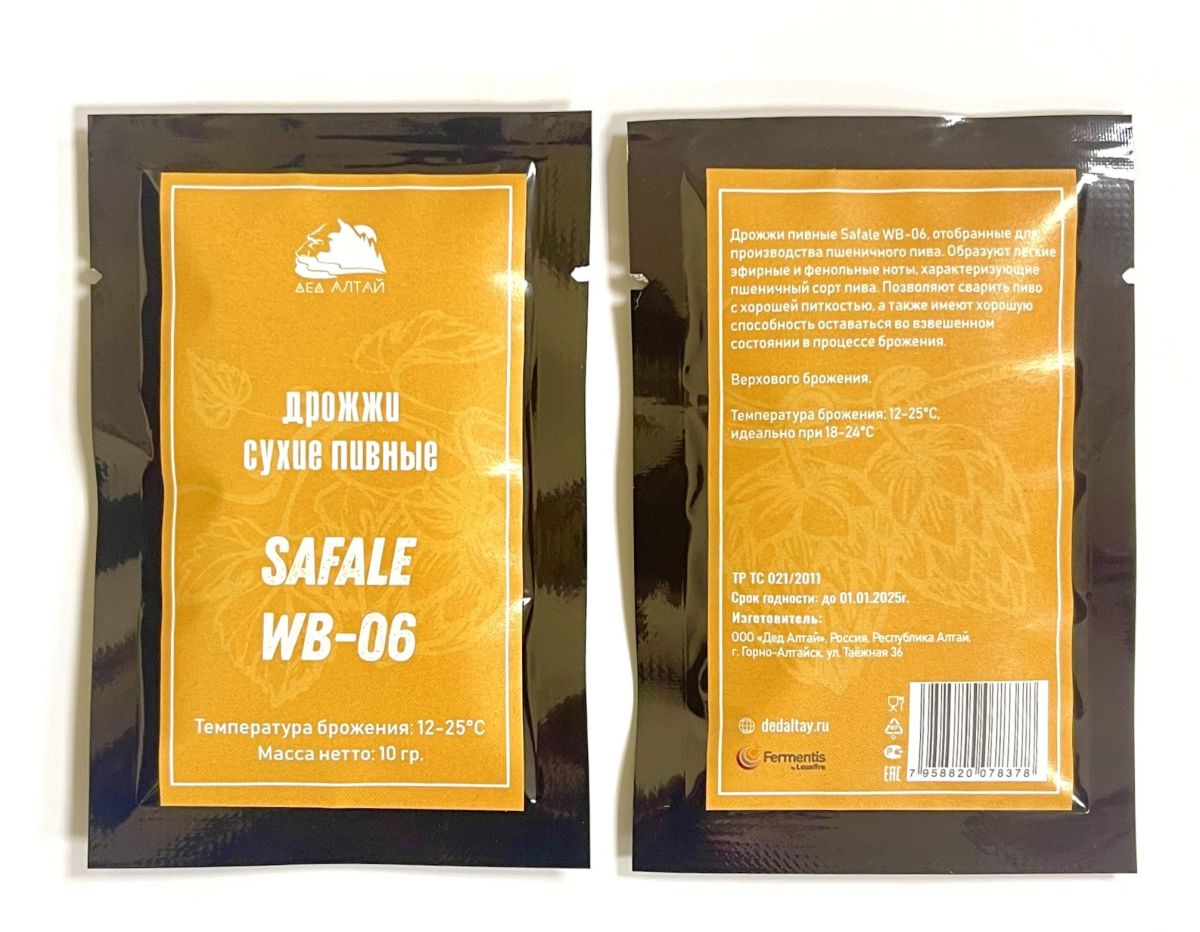 ДЕД АЛТАЙ
дрожжи
сухие пивные
SAFALE
WB-06
Температура брожения: 12-25°С
Масса нетто: 10 гр.
Дрожжи пивные Safale WB-06, отобранные для
производства пшеничного пива. Образуют легкие
эфирные и фенольные ноты, характеризующие
пшеничный сорт пива. Позволяют сварить пиво
с хорошей питкостью, а также имеют хорошую
способность оставаться во взвешенном
состоянии в процессе брожения.
Верхового брожения.
Температура брожения: 12-25°С,
идеально при 18-24°С
ТР ТС 021/2011
Срок годности: до 01.01.2025г.
Изготовитель:
ООО «Дед Алтай», Россия, Республика Алтай,
г. Горно-Алтайск, ул. Таёжная 36
dedaltay.ru
Fermentis
by Lesaffre
EAC
7 958820 078378